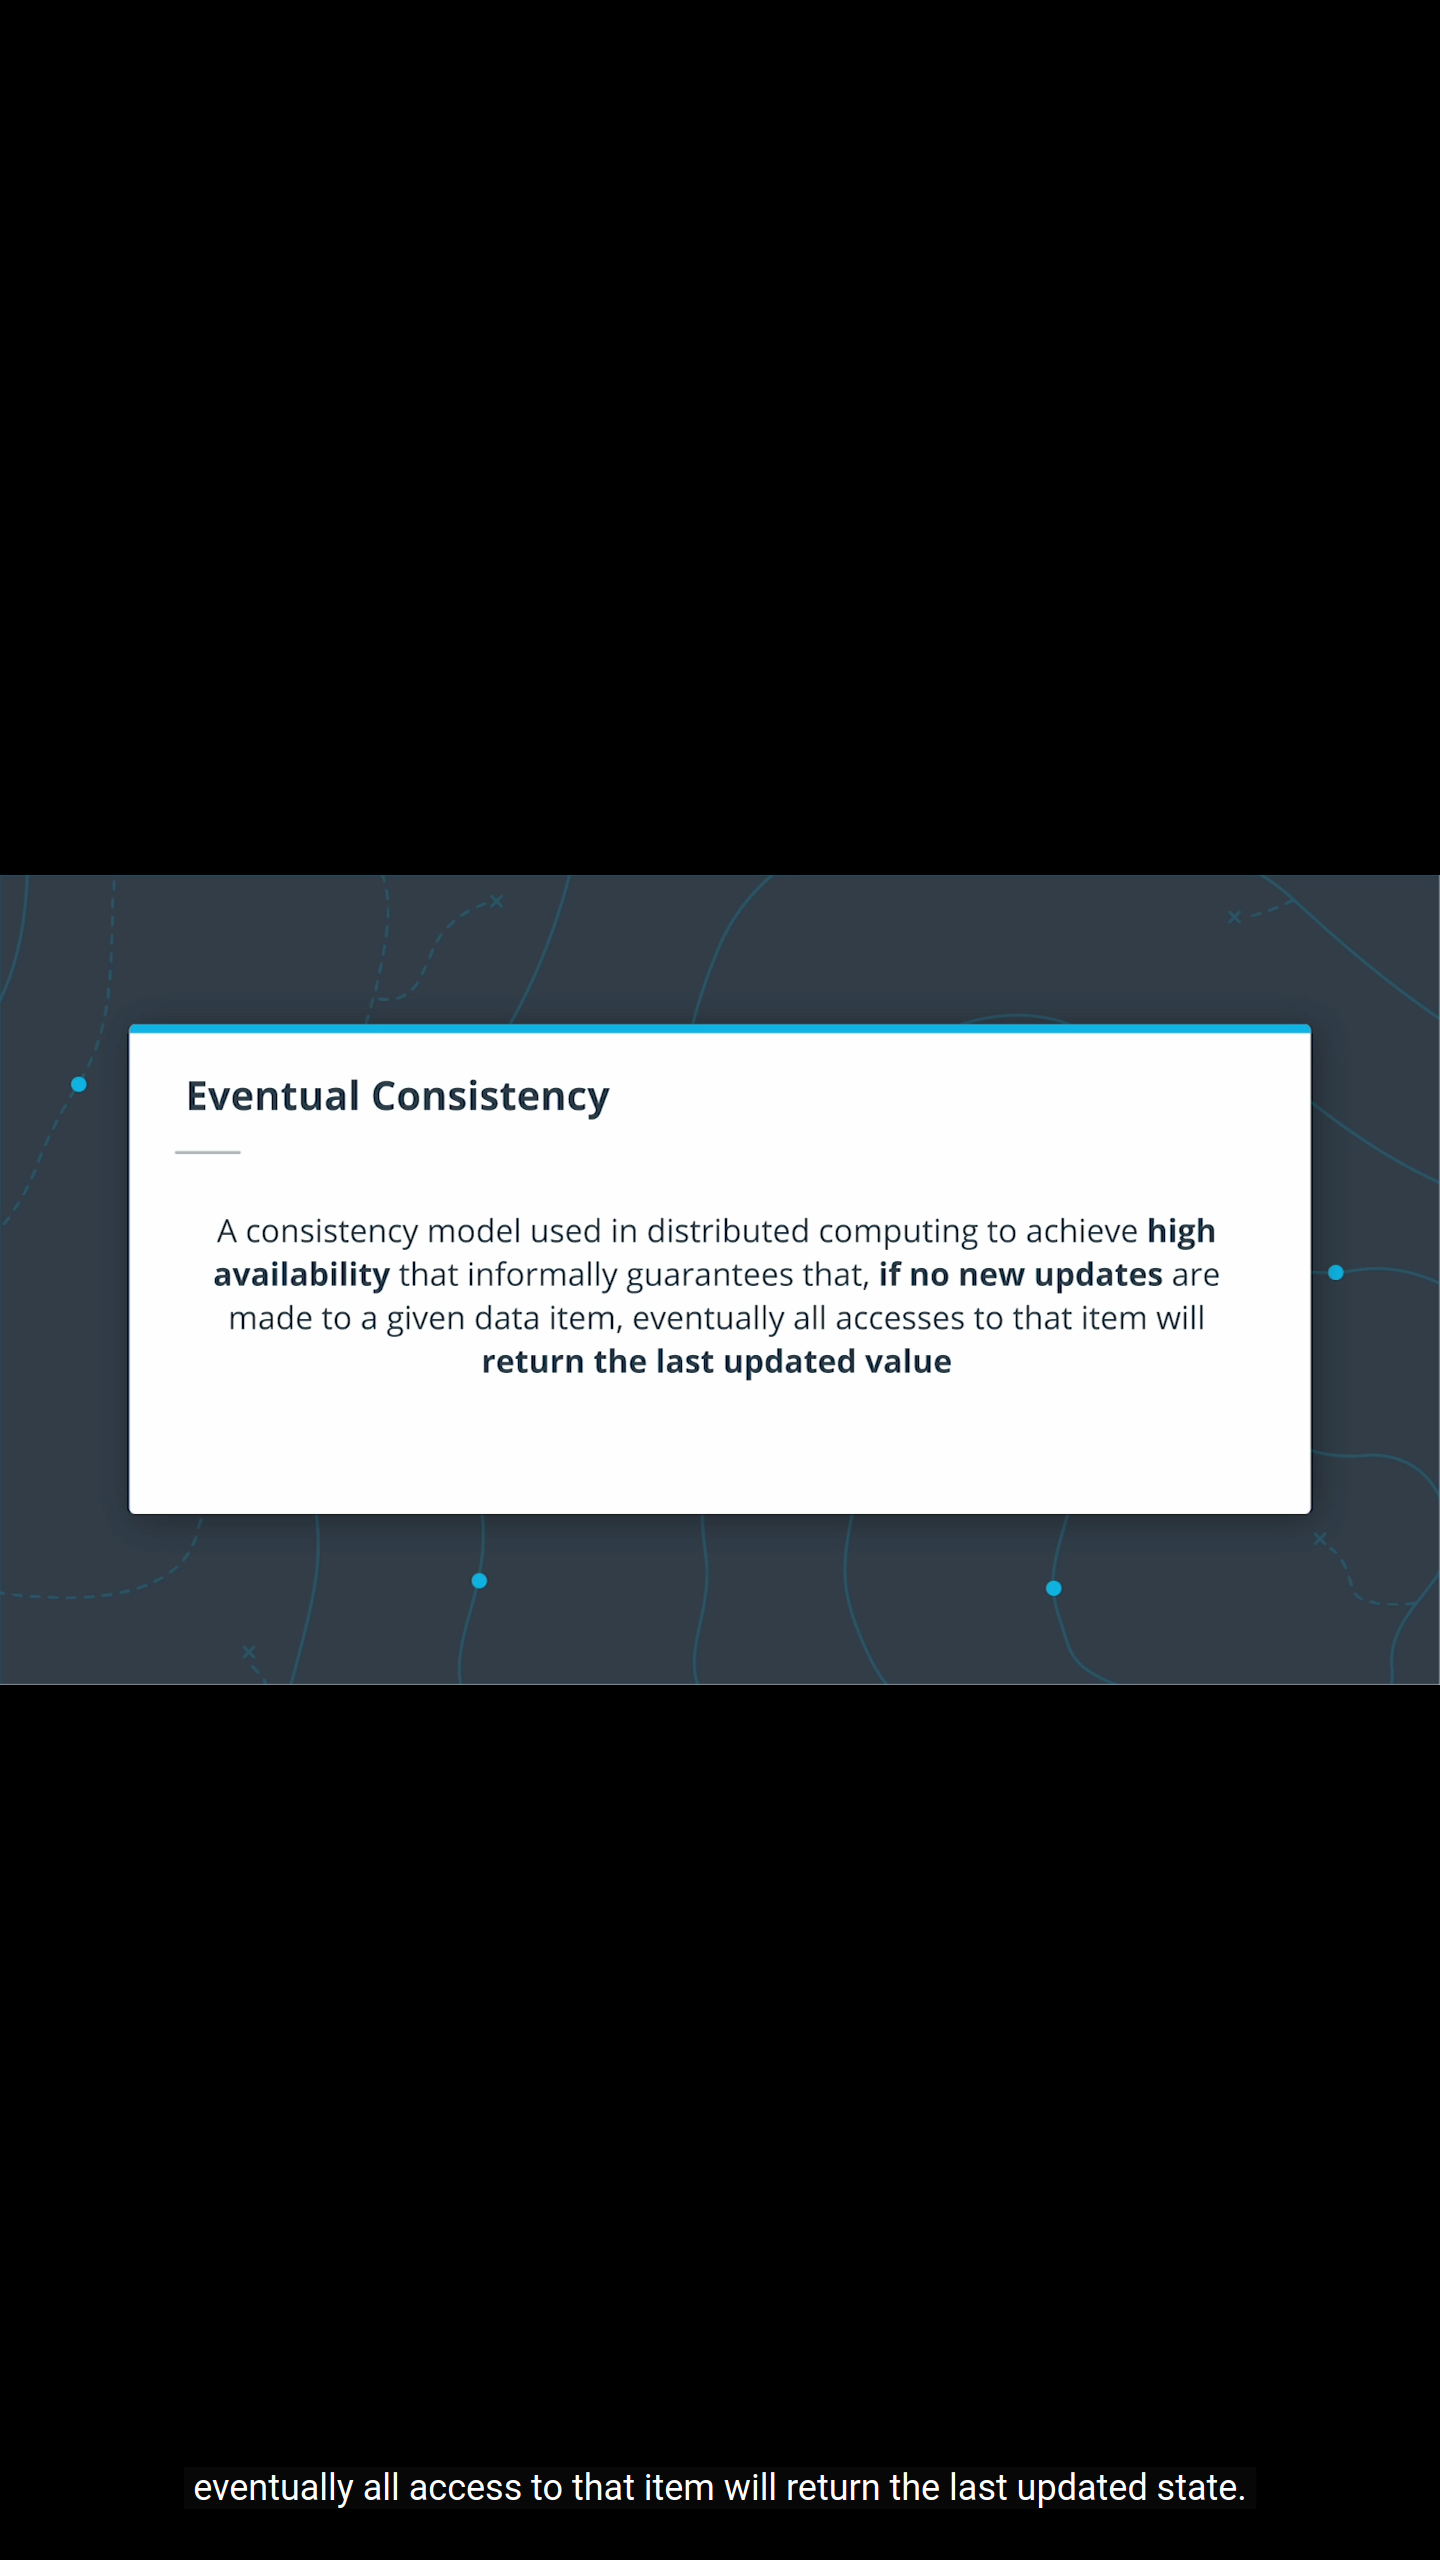 Eventual Consistency
A consistency model used in distributed computing to achieve high
availability that informally guarantees that, if no new updates are
made to a given data item, eventually all accesses to that item will
return the last updated value
eventually all access to that item will return the last updated state.